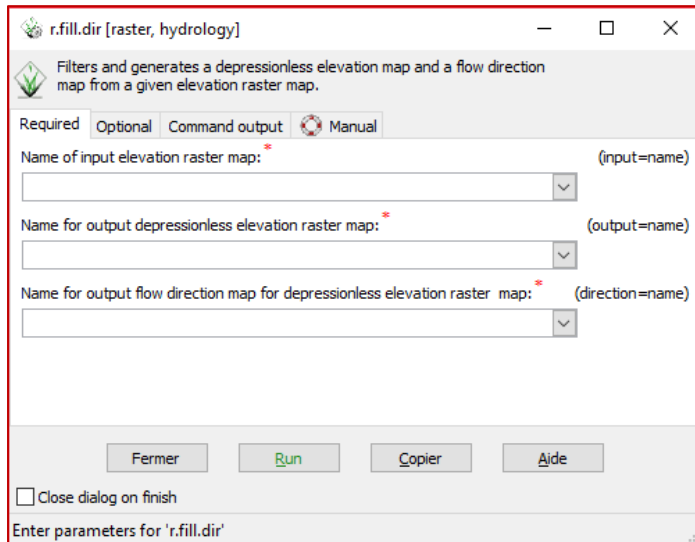 r.fill.dir [raster, hydrology]
Filters and generates a depressionless elevation map and a flow direction
map from a given elevation raster map.
Required Optional Command output Manual
Name of input elevation raster map:* (input=name)
Name for output depressionless elevation raster map:* (output=name)
Name for output flow direction map for depressionless elevation raster  map:* (direction=name)
Fermer Run Copier Aide
Close dialog on finish
Enter parameters for 'r.fill.dir'